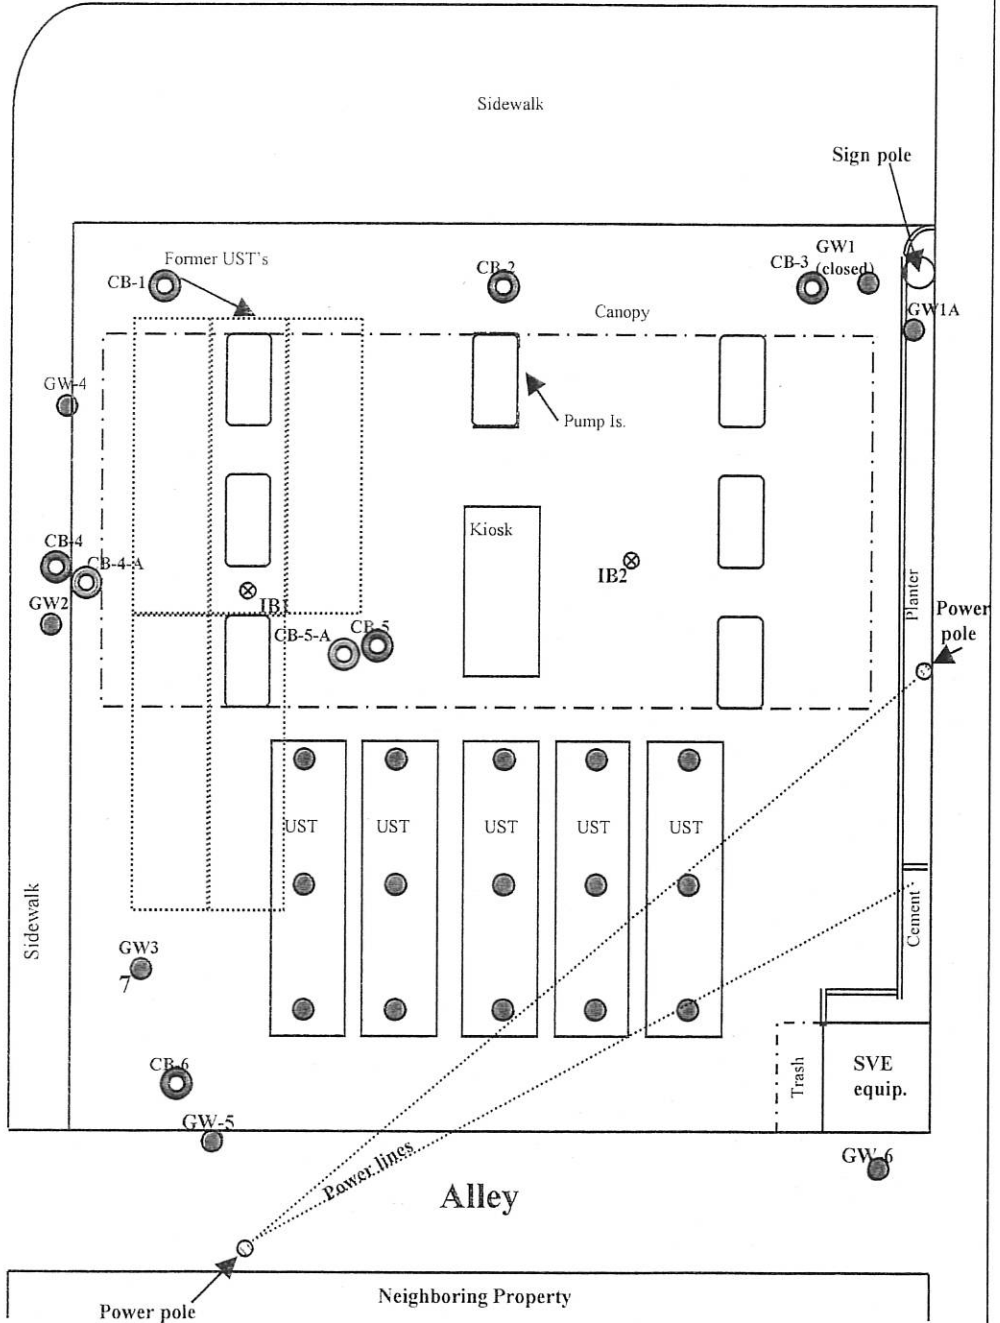 Sidewalk
Sign pole
Former UST's
CB-1
CB-2
CB-3
GW1
(closed)
Canopy
GW1A
GW-4
Pump Is.
Kiosk
CB-4
CB-4-A
GW2
IB1
IB2
CB-5-A
CB-5
Planter
Power
pole
UST
UST
UST
UST
UST
Sidewalk
Cement
GW3
7
CB-6
Trash
SVE
equip.
GW-5
GW-6
Power lines
Alley
Power pole
Neighboring Property